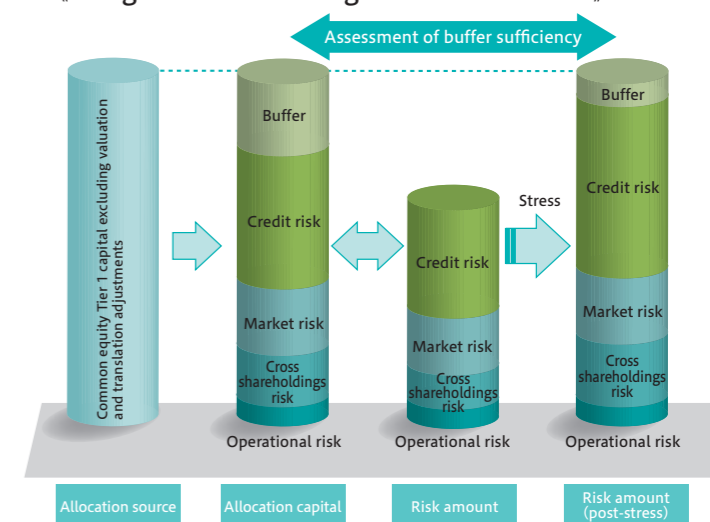 Assessment of buffer sufficiency
Common equity Tier 1 capital excluding valuation
and translation adjustments
Buffer
Credit risk
Market risk
Cross
shareholdings
risk
Operational risk
Credit risk
Market risk
Cross
shareholdings
risk
Operational risk
Stress
Buffer
Credit risk
Market risk
Cross
shareholdings
risk
Operational risk
Allocation source
Allocation capital
Risk amount
Risk amount
(post-stress)